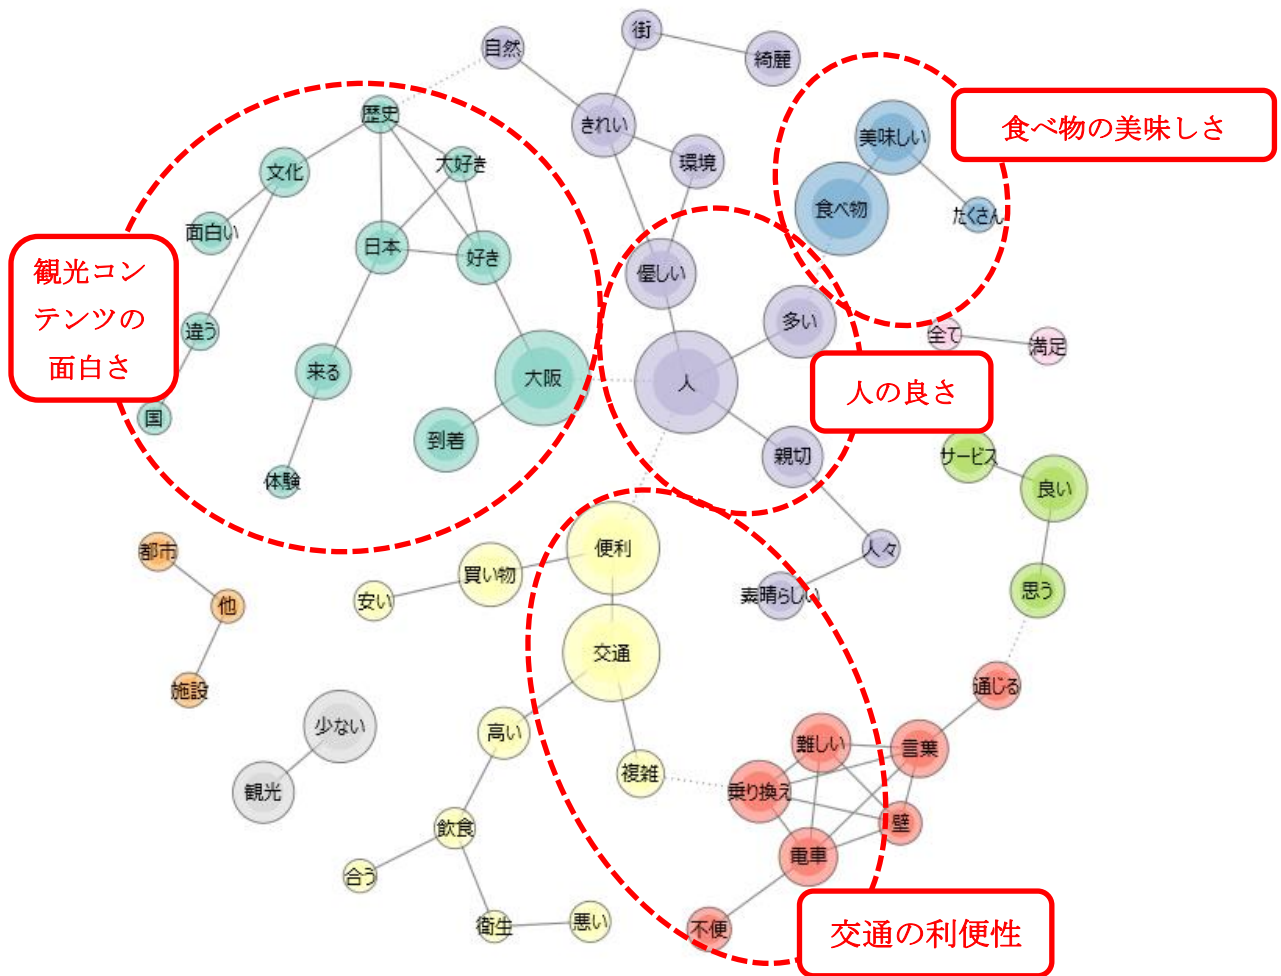 街
自然
綺麗
きれい
歴史
美味しい
食べ物の美味しさ
大好き
環境
文化
食べ物
たくさん
面白い
日本
好き
優しい
観光コン
テンツの
面白さ
違う
多い
全て
満足
来る
大阪
人
人の良さ
国
到着
親切
サービス
体験
良い
都市
便利
人々
買い物
安い
素晴らしい
思う
他
交通
施設
通じる
少ない
高い
難しい
言葉
観光
複雑
乗り換え
飲食
壁
電車
合う
衛生
悪い
不便
交通の利便性